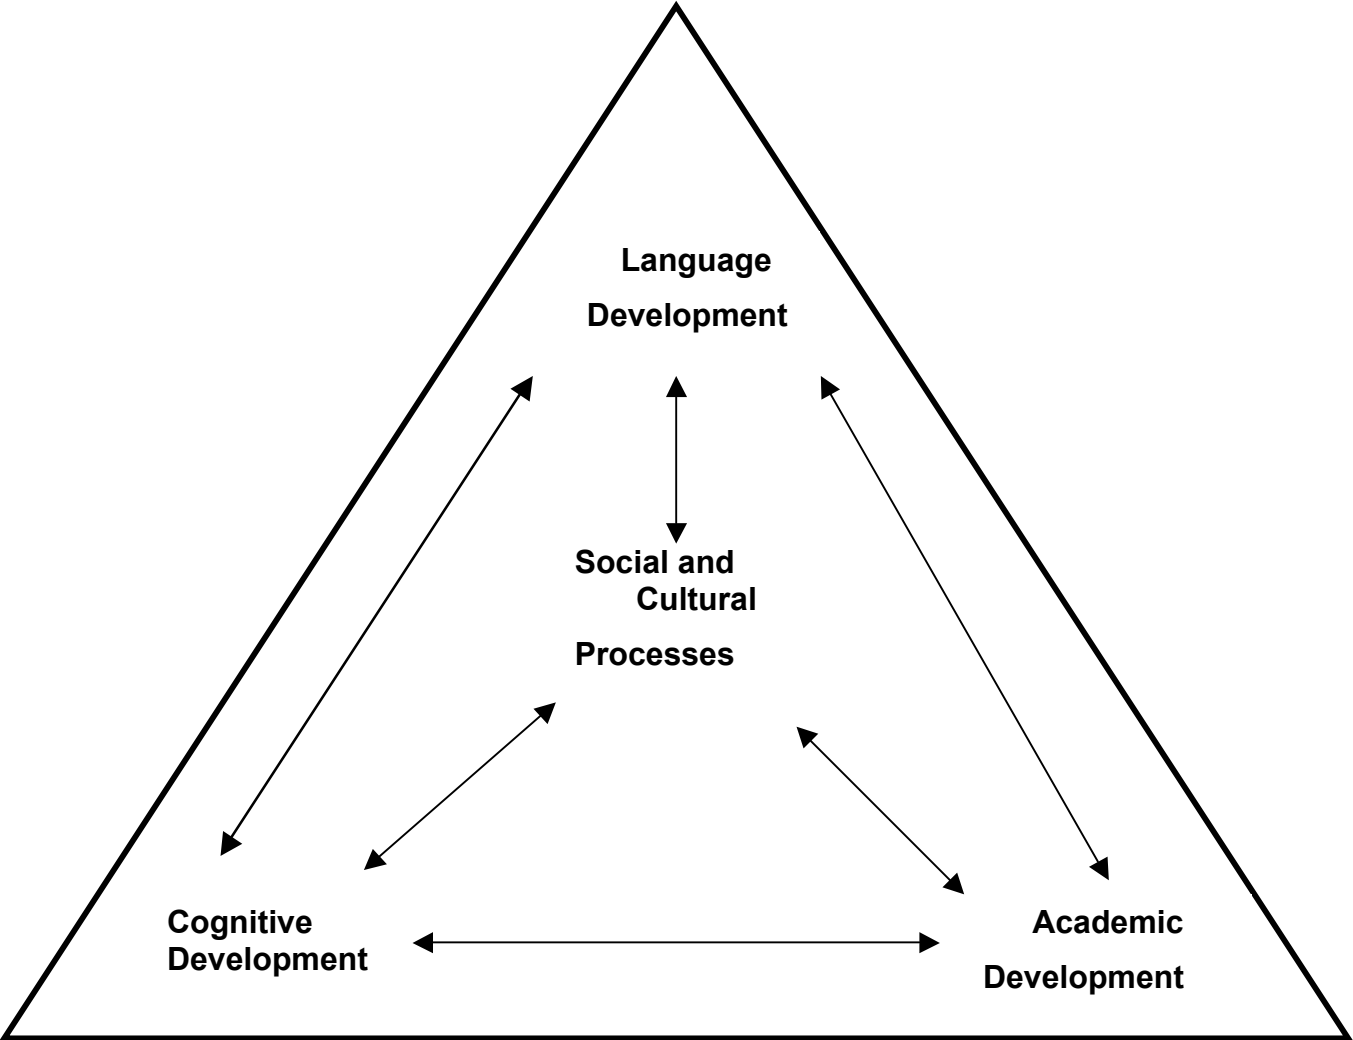 Language
Development
Social and
Cultural
Processes
Cognitive
Development
Academic
Development